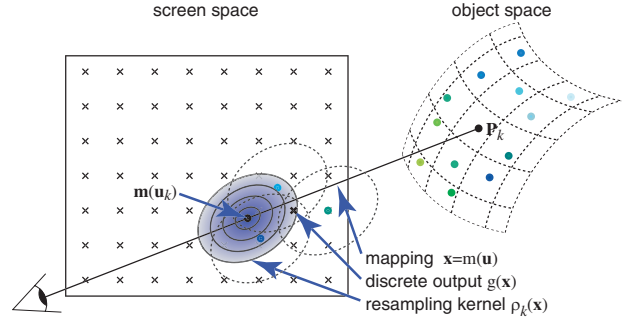 screen space
object space
P_k
m(u_k)
mapping x=m(u)
discrete output g(x)
resampling kernel ρ_k(x)